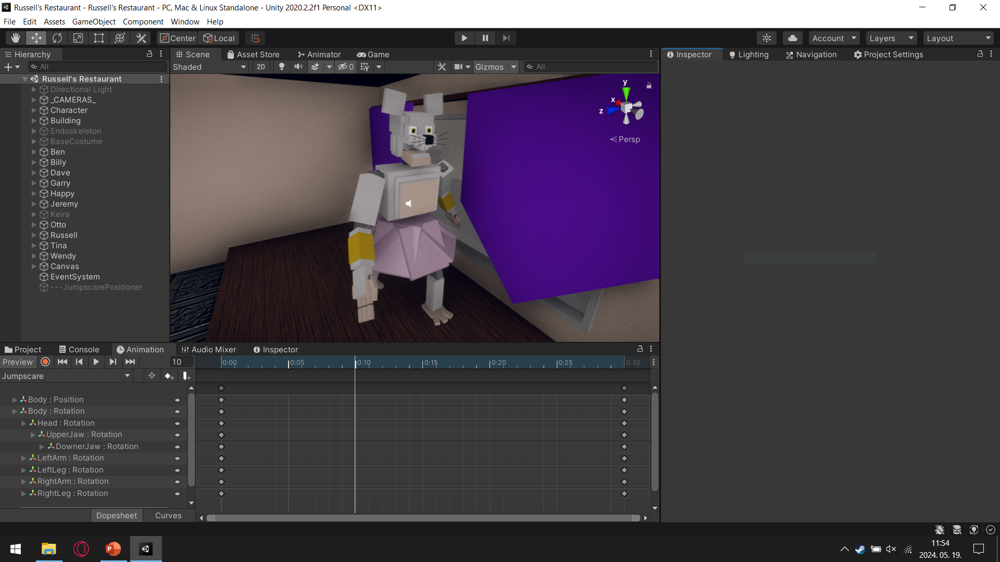 Russell's Restaurant - Russell's Restaurant - PC, Mac & Linux Standalone - Unity 2020.2.2f1 Personal <DX11>
File Edit Assets GameObject Component Window Help
Center Local Account Layers Layout
Hierarchy
All
Russell's Restaurant
Directional Light
_CAMERAS_
Character
Building
Endoskeleton
BaseCostume
Ben
Billy
Dave
Garry
Happy
Jeremy
Keira
Otto
Russell
Tina
Wendy
Canvas
EventSystem
---JumpscarePositioner
Scene Asset Store Animator Game
Shaded 2D 0 Gizmos All
y
x
z
Persp
Inspector Lighting Navigation Project Settings
Teljes képernyős metszet
Project Console Animation Audio Mixer Inspector
Preview 10 0:00 0:05 0:10 0:15 0:20 0:25 0:30
Jumpscare
Body : Position
Body : Rotation
Head : Rotation
UpperJaw : Rotation
DownerJaw : Rotation
LeftArm : Rotation
LeftLeg : Rotation
RightArm : Rotation
RightLeg : Rotation
Dopesheet Curves
P
11:54
2024. 05. 19.